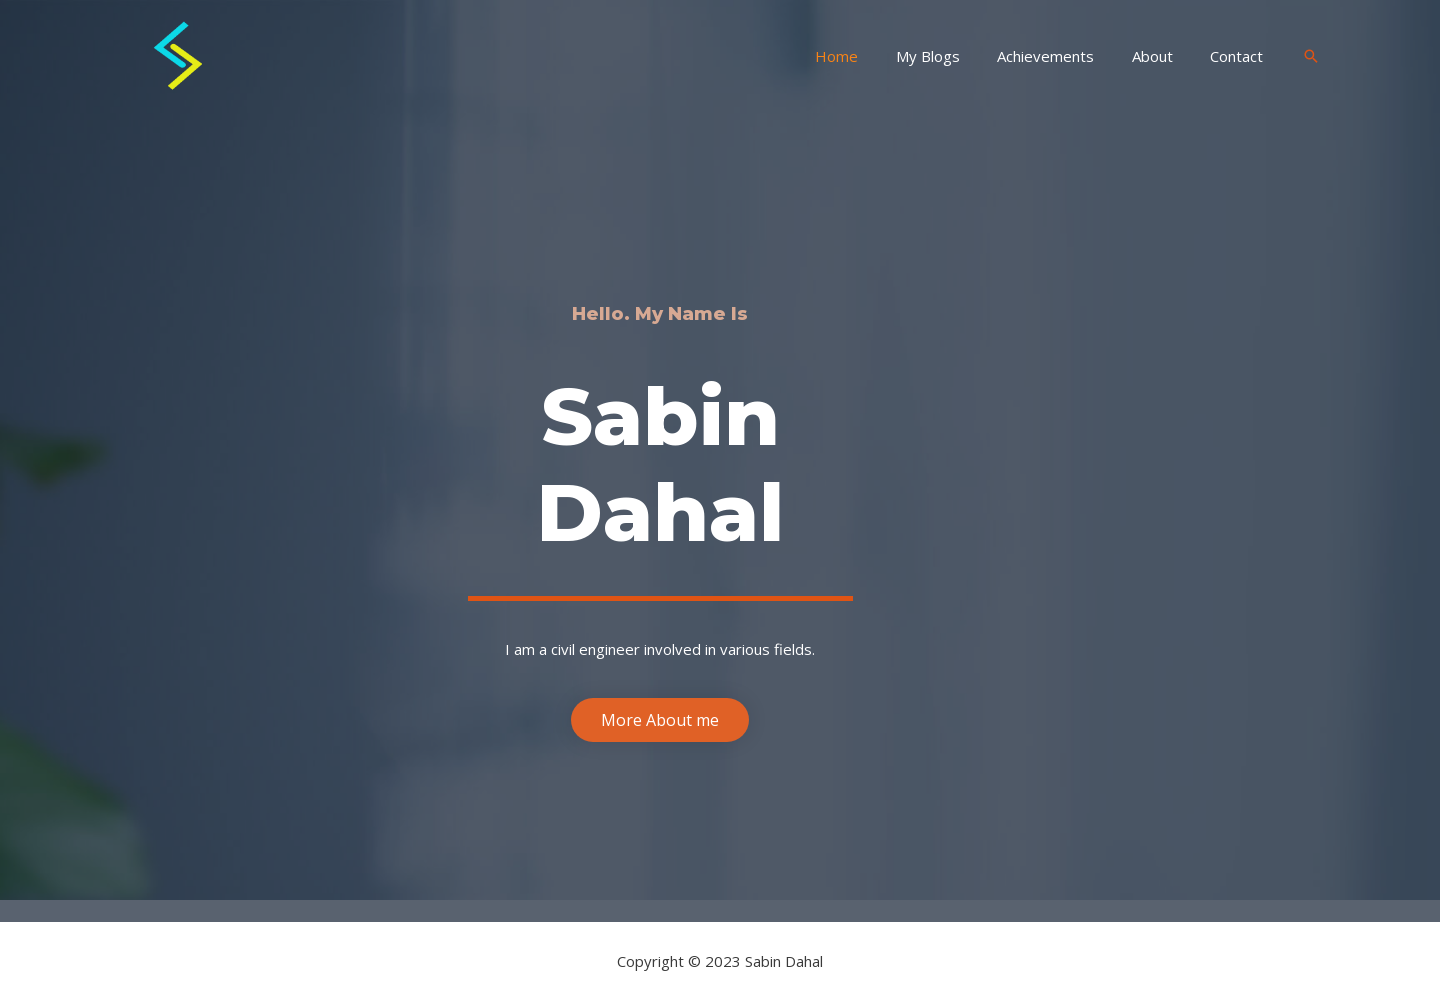 Home
My Blogs
Achievements
About
Contact
Hello. My Name Is
Sabin
Dahal
I am a civil engineer involved in various fields.
More About me
Copyright © 2023 Sabin Dahal